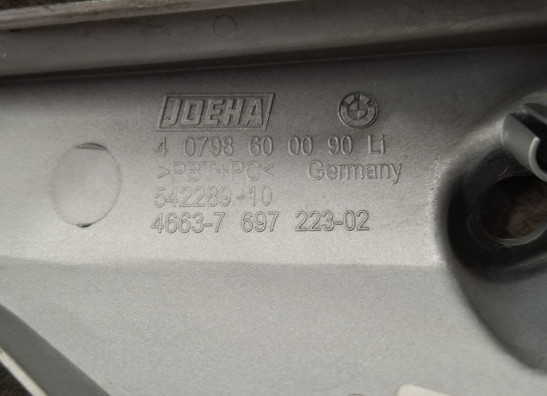 JOEHA
4 0798 60 00 90 Li
>PBT+PC< Germany
542289-10
4663-7 697 223-02